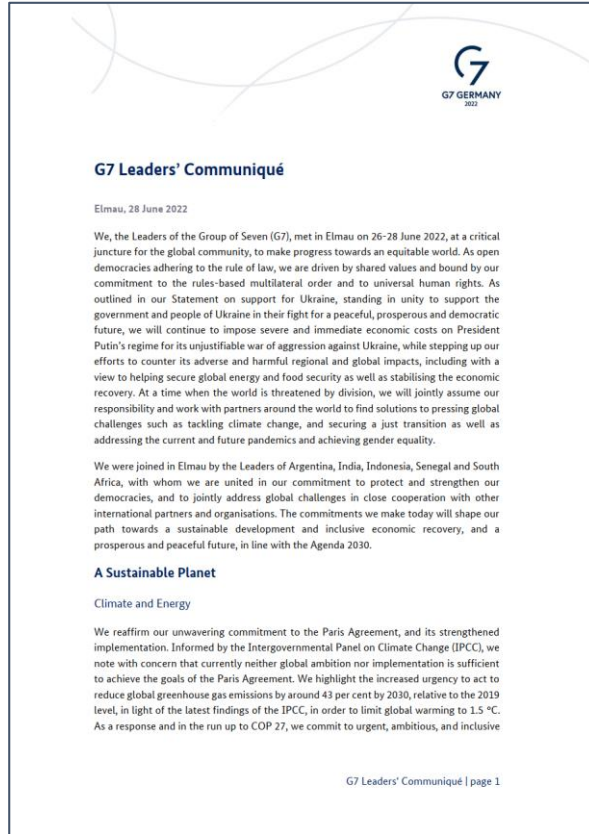 G7 GERMANY
2022
G7 Leaders' Communiqué
Elmau, 28 June 2022
We, the Leaders of the Group of Seven (G7), met in Elmau on 26-28 June 2022, at a critical
juncture for the global community, to make progress towards an equitable world. As open
democracies adhering to the rule of law, we are driven by shared values and bound by our
commitment to the rules-based multilateral order and to universal human rights. As
outlined in our Statement on support for Ukraine, standing in unity to support the
government and people of Ukraine in their fight for a peaceful, prosperous and democratic
future, we will continue to impose severe and immediate economic costs on President
Putin's regime for its unjustifiable war of aggression against Ukraine, while stepping up our
efforts to counter its adverse and harmful regional and global impacts, including with a
view to helping secure global energy and food security as well as stabilising the economic
recovery. At a time when the world is threatened by division, we will jointly assume our
responsibility and work with partners around the world to find solutions to pressing global
challenges such as tackling climate change, and securing a just transition as well as
addressing the current and future pandemics and achieving gender equality.
We were joined in Elmau by the Leaders of Argentina, India, Indonesia, Senegal and South
Africa, with whom we are united in our commitment to protect and strengthen our
democracies, and to jointly address global challenges in close cooperation with other
international partners and organisations. The commitments we make today will shape our
path towards a sustainable development and inclusive economic recovery, and a
prosperous and peaceful future, in line with the Agenda 2030.
A Sustainable Planet
Climate and Energy
We reaffirm our unwavering commitment to the Paris Agreement, and its strengthened
implementation. Informed by the Intergovernmental Panel on Climate Change (IPCC), we
note with concern that currently neither global ambition nor implementation is sufficient
to achieve the goals of the Paris Agreement. We highlight the increased urgency to act to
reduce global greenhouse gas emissions by around 43 per cent by 2030, relative to the 2019
level, in light of the latest findings of the IPCC, in order to limit global warming to 1.5 °C.
As a response and in the run up to COP 27, we commit to urgent, ambitious, and inclusive
G7 Leaders' Communiqué | page 1